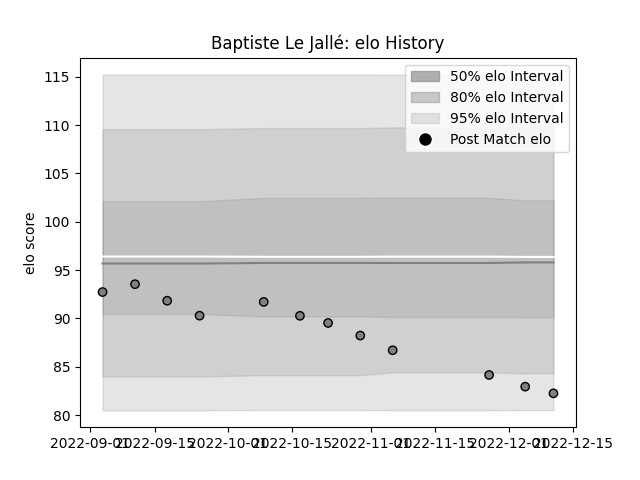 Baptiste Le Jallé: elo History
115
110
105
100
95
90
85
80
elo score
50% elo Interval
80% elo Interval
95% elo Interval
Post Match elo
2022-09-01 2022-09-15 2022-10-01 2022-10-15 2022-11-01 2022-11-15 2022-12-01 2022-12-15